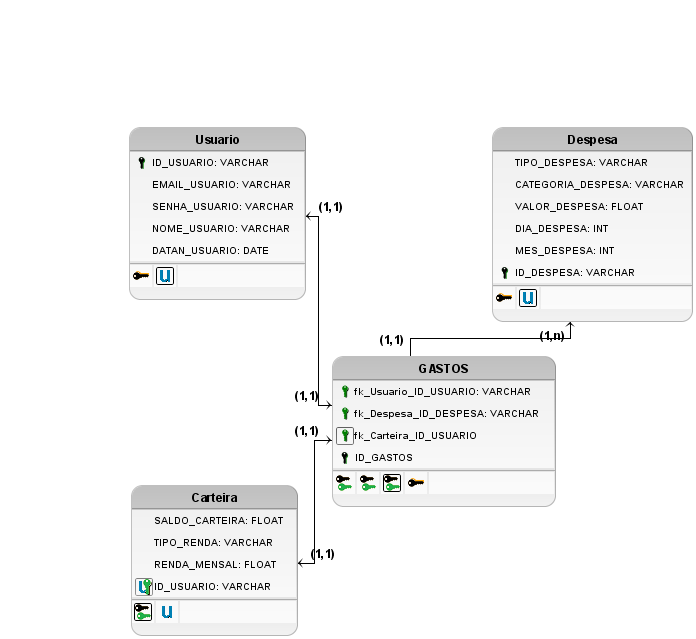 Usuario
ID_USUARIO: VARCHAR
EMAIL_USUARIO: VARCHAR
SENHA_USUARIO: VARCHAR
NOME_USUARIO: VARCHAR
DATAN_USUARIO: DATE
U
(1,1)
Despesa
TIPO_DESPESA: VARCHAR
CATEGORIA_DESPESA: VARCHAR
VALOR_DESPESA: FLOAT
DIA_DESPESA: INT
MES_DESPESA: INT
ID_DESPESA: VARCHAR
U
(1,1)
(1,n)
GASTOS
fk_Usuario_ID_USUARIO: VARCHAR
fk_Despesa_ID_DESPESA: VARCHAR
fk_Carteira_ID_USUARIO
ID_GASTOS
(1,1)
(1,1)
Carteira
SALDO_CARTEIRA: FLOAT
TIPO_RENDA: VARCHAR
RENDA_MENSAL: FLOAT
U ID_USUARIO: VARCHAR
U
(1,1)